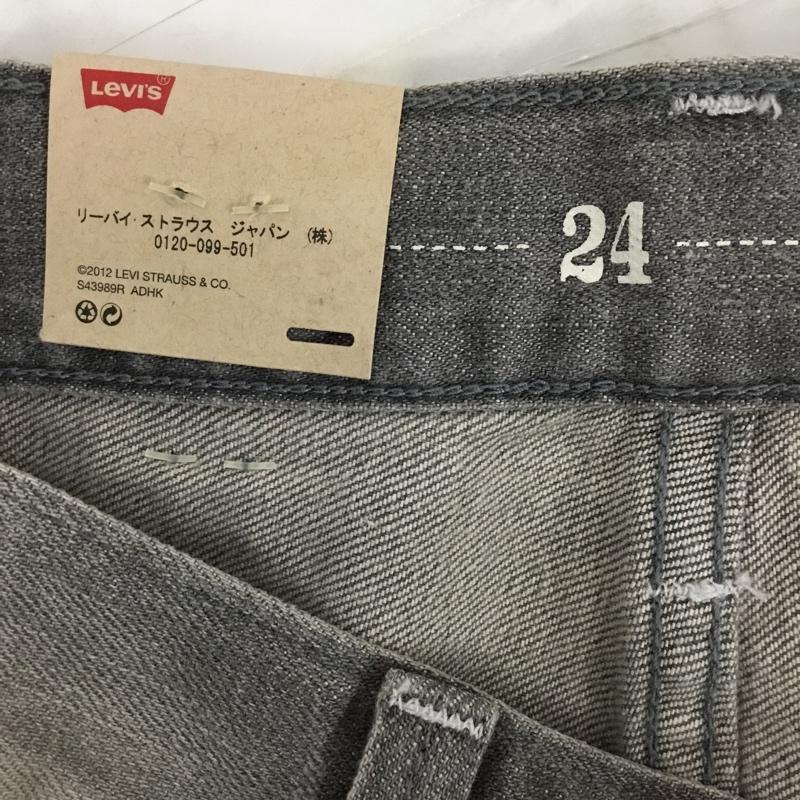 LEVI'S ®
リーバイ・ストラウス ジャパン (株)
0120-099-501
©2012 LEVI STRAUSS & CO.
S43989R ADHK
24